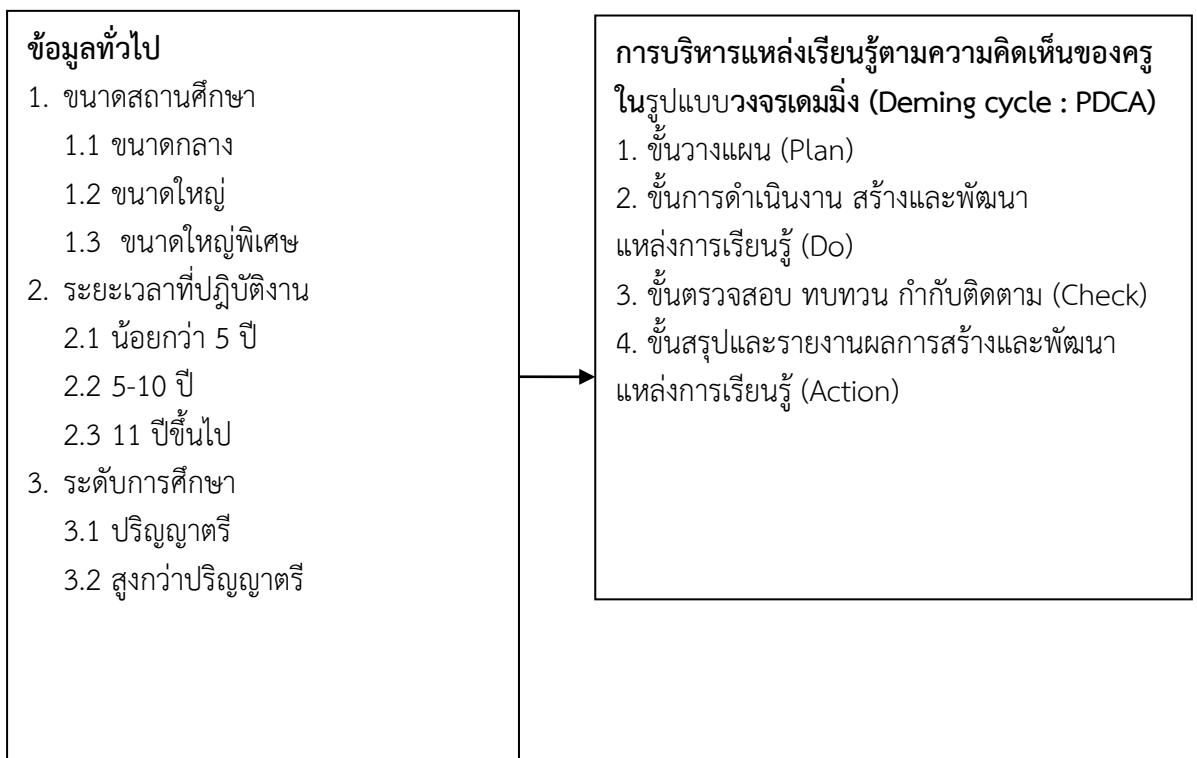 ข้อมูลทั่วไป
1. ขนาดสถานศึกษา
1.1 ขนาดกลาง
1.2 ขนาดใหญ่
1.3 ขนาดใหญ่พิเศษ
2. ระยะเวลาที่ปฎิบัติงาน
2.1 น้อยกว่า 5 ปี
2.2 5-10 ปี
2.3 11 ปีขึ้นไป
3. ระดับการศึกษา
3.1 ปริญญาตรี
3.2 สูงกว่าปริญญาตรี
การบริหารแหล่งเรียนรู้ตามความคิดเห็นของครู
ในรูปแบบวงจรเดมมิ่ง (Deming cycle : PDCA)
1. ขั้นวางแผน (Plan)
2. ขั้นการดำเนินงาน สร้างและพัฒนา
แหล่งการเรียนรู้ (Do)
3. ขั้นตรวจสอบ ทบทวน กำกับติดตาม (Check)
4. ขั้นสรุปและรายงานผลการสร้างและพัฒนา
แหล่งการเรียนรู้ (Action)